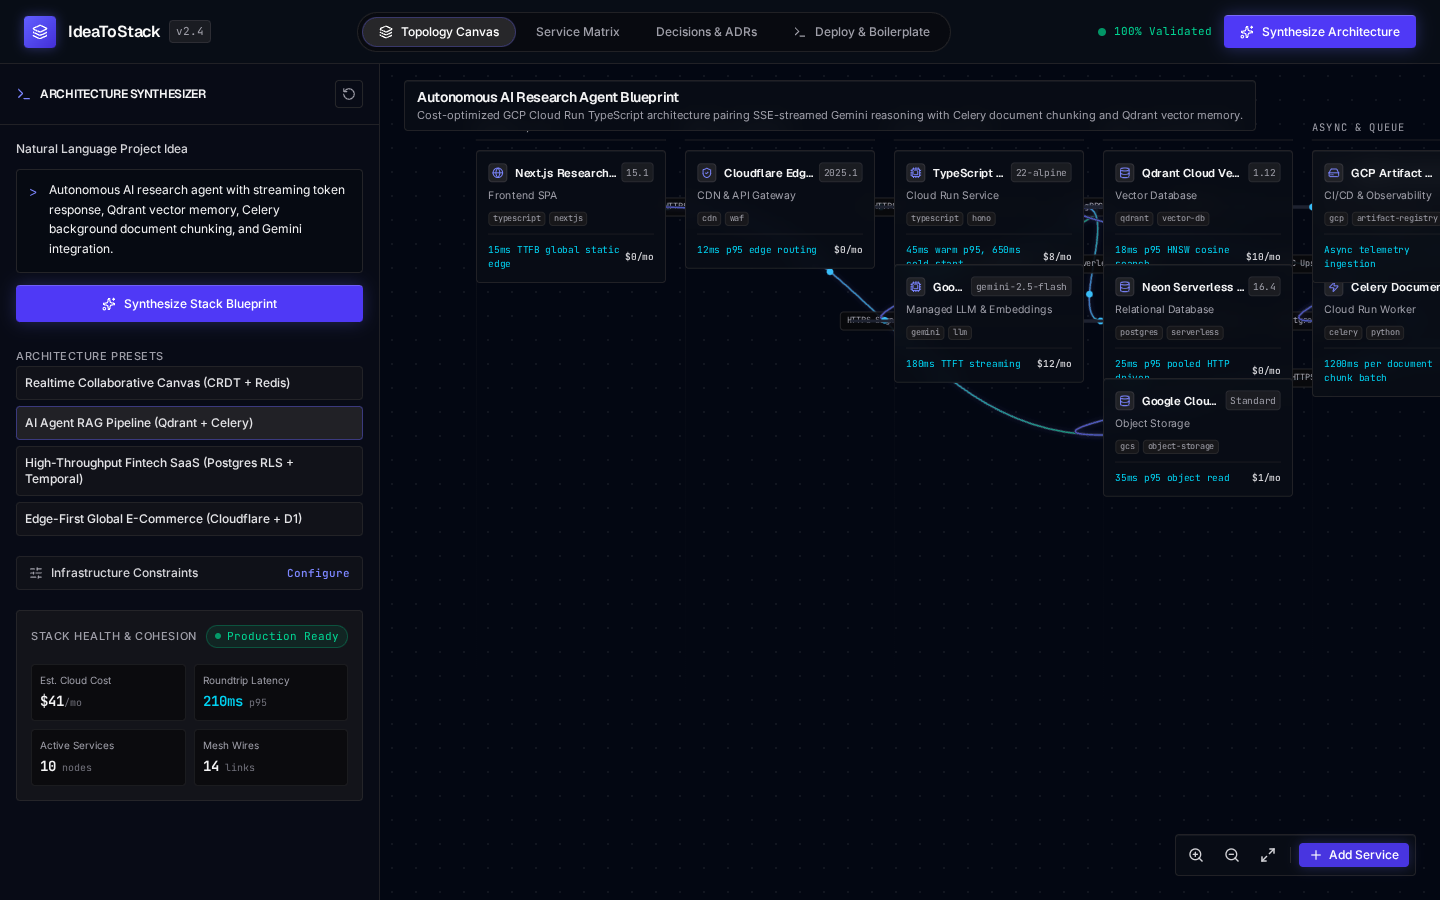 IdeaToStack v2.4
Topology Canvas
Service Matrix
Decisions & ADRs
Deploy & Boilerplate
100% Validated
Synthesize Architecture
ARCHITECTURE SYNTHESIZER
Natural Language Project Idea
> Autonomous AI research agent with streaming token
response, Qdrant vector memory, Celery
background document chunking, and Gemini
integration.
Synthesize Stack Blueprint
ARCHITECTURE PRESETS
Realtime Collaborative Canvas (CRDT + Redis)
AI Agent RAG Pipeline (Qdrant + Celery)
High-Throughput Fintech SaaS (Postgres RLS +
Temporal)
Edge-First Global E-Commerce (Cloudflare + D1)
Infrastructure Constraints
Configure
STACK HEALTH & COHESION
Production Ready
Est. Cloud Cost
$41/mo
Roundtrip Latency
210ms p95
Active Services
10 nodes
Mesh Wires
14 links
Autonomous AI Research Agent Blueprint
Cost-optimized GCP Cloud Run TypeScript architecture pairing SSE-streamed Gemini reasoning with Celery document chunking and Qdrant vector memory.
ASYNC & QUEUE
Next.js Research... 15.1
Frontend SPA
typescript nextjs
15ms TTFB global static
edge
$0/mo
Cloudflare Edg... 2025.1
CDN & API Gateway
cdn waf
12ms p95 edge routing
$0/mo
TypeScript ... 22-alpine
Cloud Run Service
typescript hono
45ms warm p95, 650ms
cold start
$8/mo
Goo... gemini-2.5-flash
Managed LLM & Embeddings
gemini llm
180ms TTFT streaming
$12/mo
Qdrant Cloud Ve... 1.12
Vector Database
qdrant vector-db
18ms p95 HNSW cosine
search
$10/mo
Neon Serverless ... 16.4
Relational Database
postgres serverless
25ms p95 pooled HTTP
driver
$0/mo
Google Clou... Standard
Object Storage
gcs object-storage
35ms p95 object read
$1/mo
GCP Artifact ...
CI/CD & Observability
gcp artifact-registry
Async telemetry
ingestion
Celery Documen
Cloud Run Worker
celery python
1200ms per document
chunk batch
Add Service